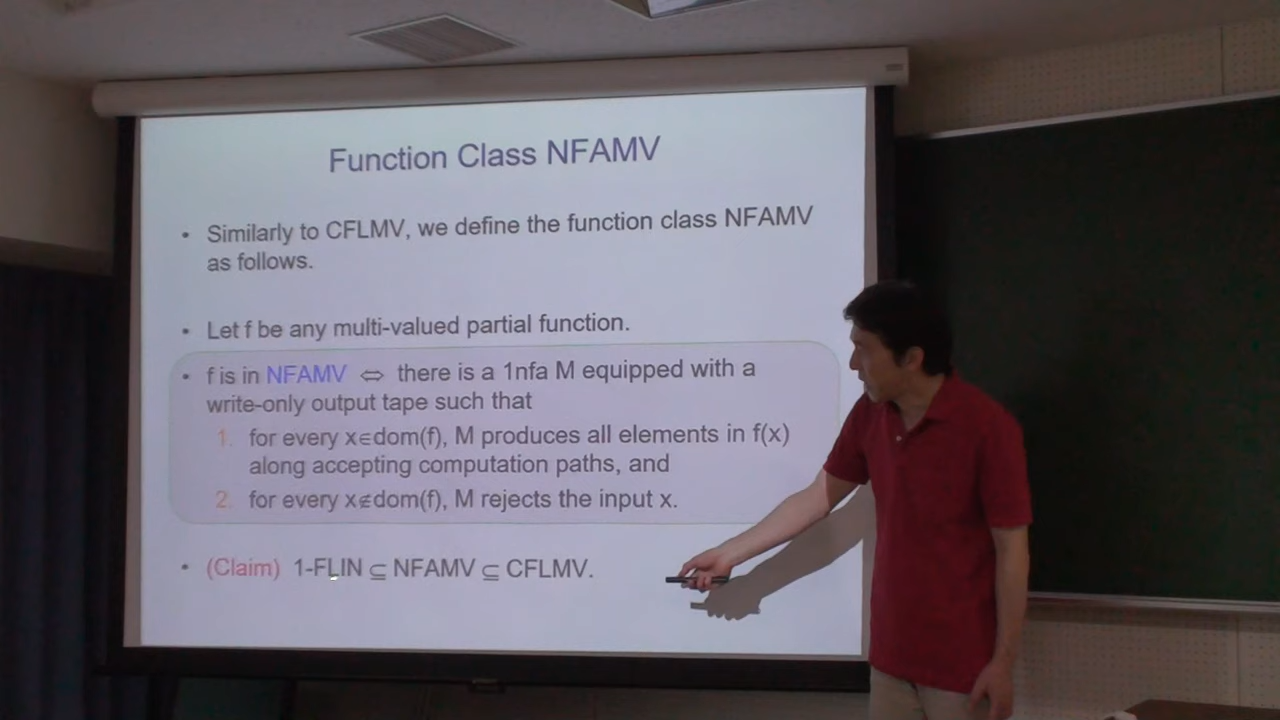 Function Class NFAMV
• Similarly to CFLMV, we define the function class NFAMV
as follows.
• Let f be any multi-valued partial function.
• f is in NFAMV ⇔ there is a 1nfa M equipped with a
write-only output tape such that
1. for every x∈dom(f), M produces all elements in f(x)
along accepting computation paths, and
2. for every x∉dom(f), M rejects the input x.
• (Claim) 1-FLIN ⊆ NFAMV ⊆ CFLMV.